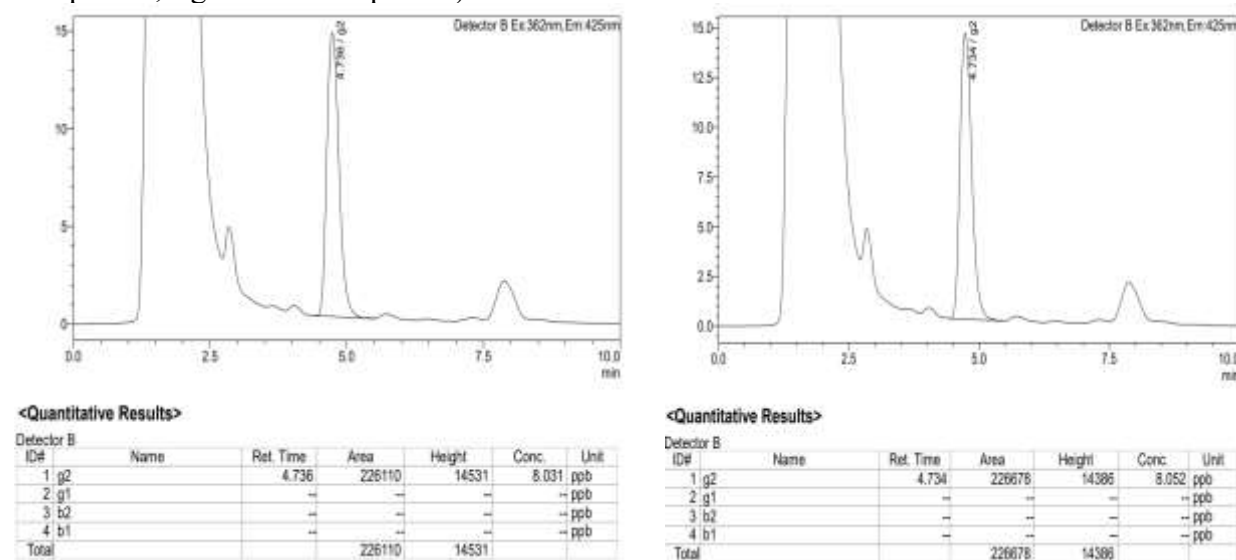 Detector B Ex:362nm,Em:425nm
15
10
5
0
4.736 / g2
0.0 2.5 5.0 7.5 10.0
min
<Quantitative Results>
Detector B
ID# Name Ret. Time Area Height Conc. Unit
1 g2 4.736 226110 14531 8.031 ppb
2 g1 -- -- -- -- ppb
3 b2 -- -- -- -- ppb
4 b1 -- -- -- -- ppb
Total 226110 14531
Detector B Ex:362nm,Em:425nm
15.0
12.5
10.0
7.5
5.0
2.5
0.0
4.734 / g2
0.0 2.5 5.0 7.5 10.0
min
<Quantitative Results>
Detector B
ID# Name Ret. Time Area Height Conc. Unit
1 g2 4.734 226678 14386 8.052 ppb
2 g1 -- -- -- -- ppb
3 b2 -- -- -- -- ppb
4 b1 -- -- -- -- ppb
Total 226678 14386